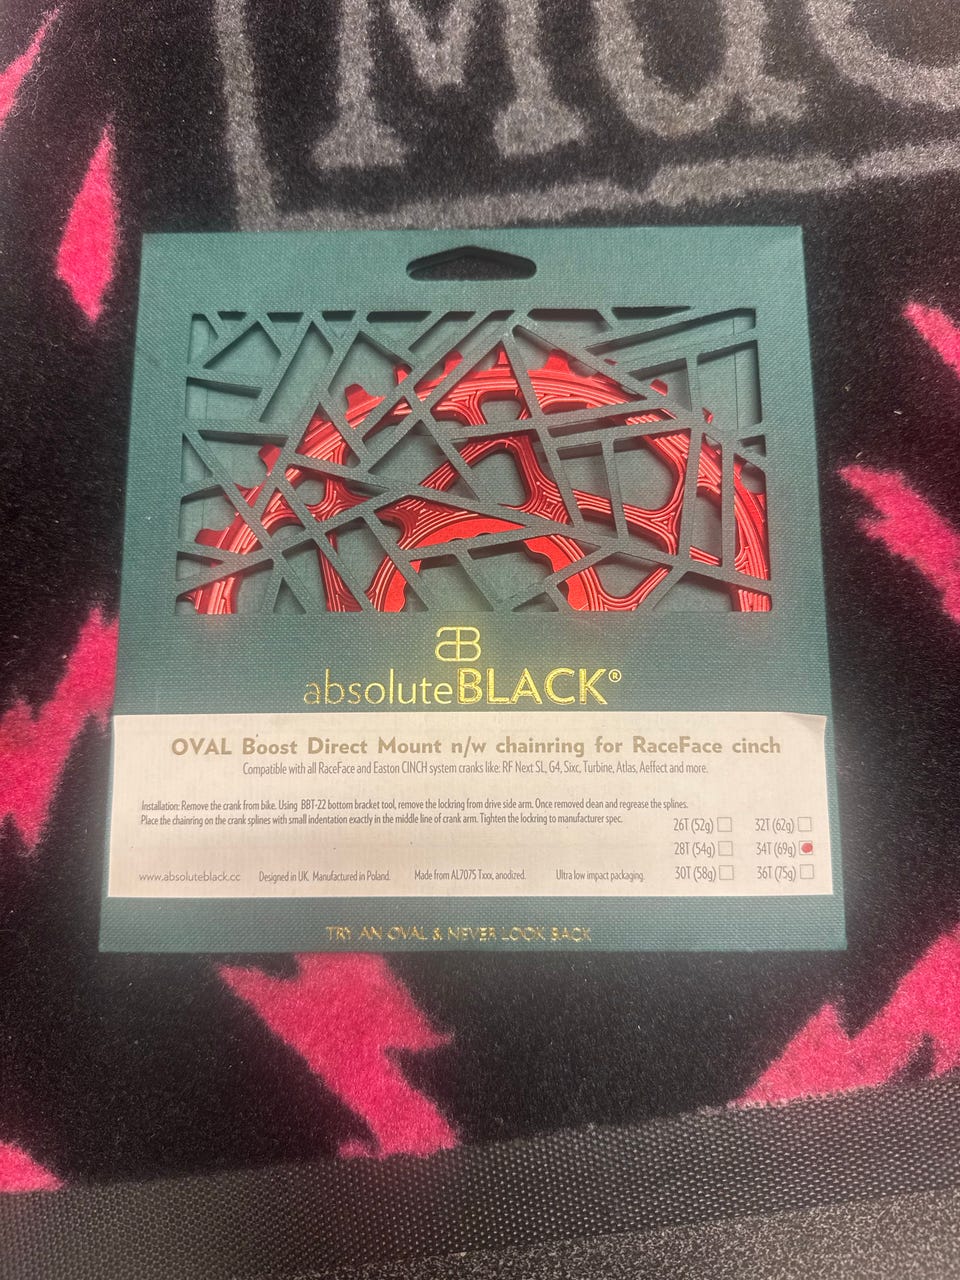 Muc
AB
absoluteBLACK®
OVAL Boost Direct Mount n/w chainring for RaceFace cinch
Compatible with all RaceFace and Easton CINCH system cranks like: RF Next SL, G4, Sixc, Turbine, Atlas, Aeffect and more.
Installation: Remove the crank from bike. Using BBT-22 bottom bracket tool, remove the lockring from drive side arm. Once removed clean and regrease the splines.
Place the chainring on the crank splines with small indentation exactly in the middle line of crank arm. Tighten the lockring to manufacturer spec.
26T (52g) 32T (62g)
28T (54g) 34T (69g)
30T (58g) 36T (75g)
www.absoluteblack.cc Designed in UK. Manufactured in Poland. Made from AL7075 Txxx, anodized. Ultra low impact packaging.
TRY AN OVAL & NEVER LOOK BACK